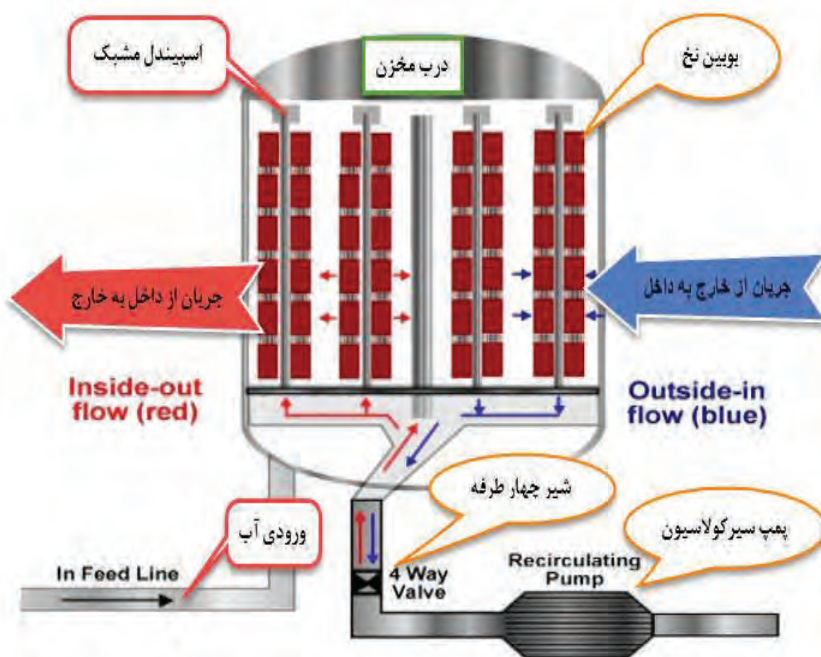 اسپیندل مشبک
درب مخزن
بوبین نخ
جریان از داخل به خارج
جریان از خارج به داخل
Inside-out
flow (red)
Outside-in
flow (blue)
شیر چهار طرفه
ورودی آب
پمپ سیرکولاسیون
In Feed Line
4 Way
Valve
Recirculating
Pump